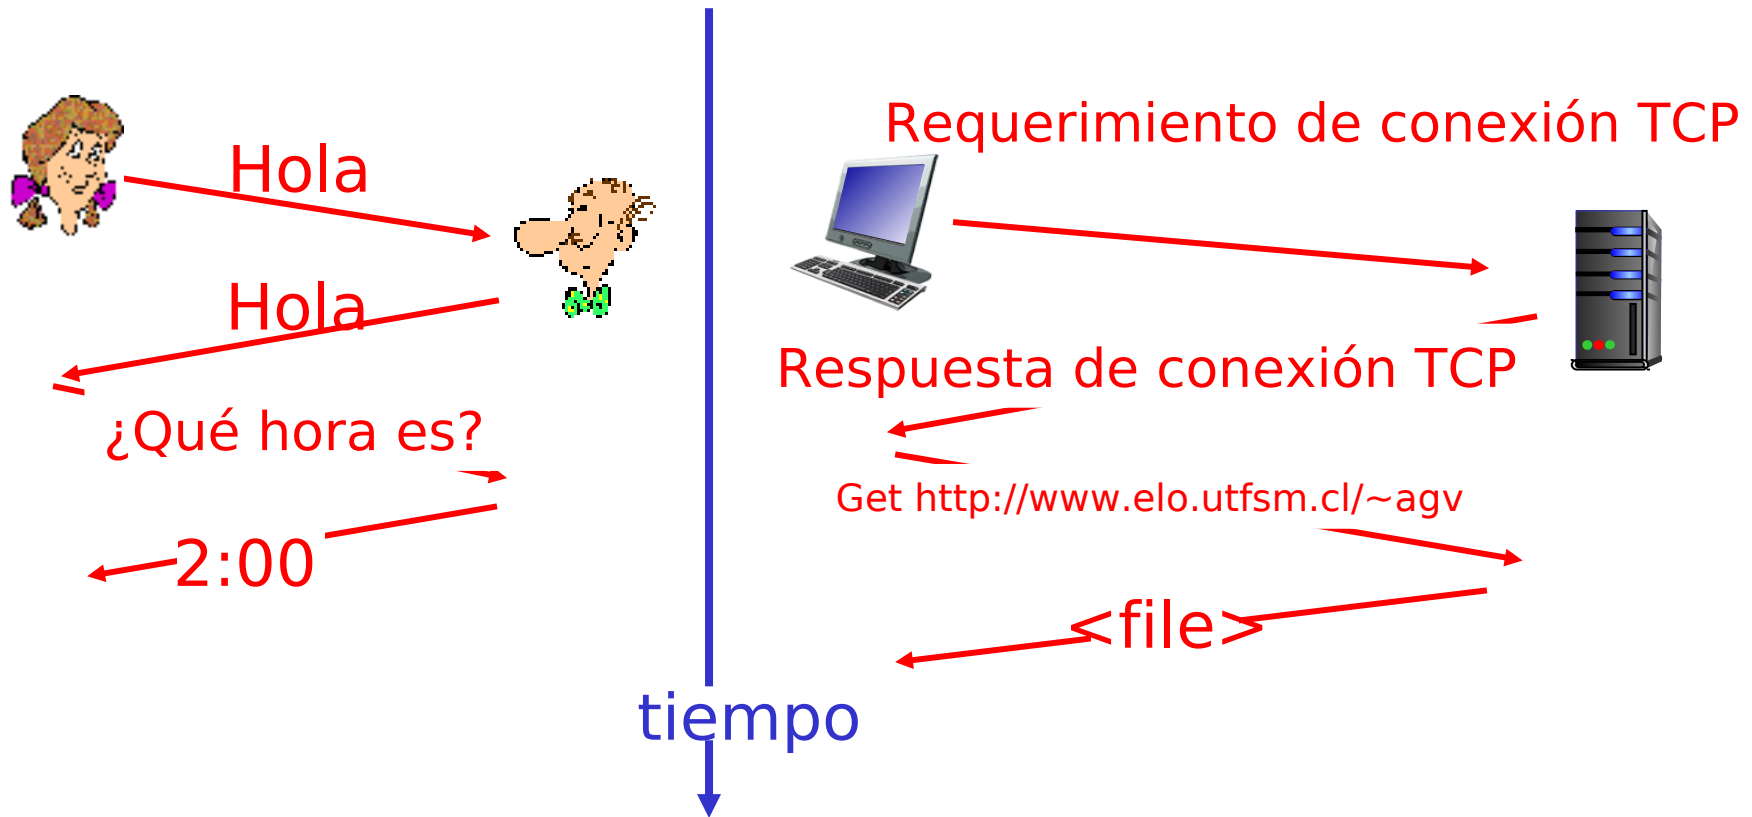 Hola
Hola
¿Qué hora es?
2:00
tiempo
Requerimiento de conexión TCP
Respuesta de conexión TCP
Get http://www.elo.utfsm.cl/~agv
<file>